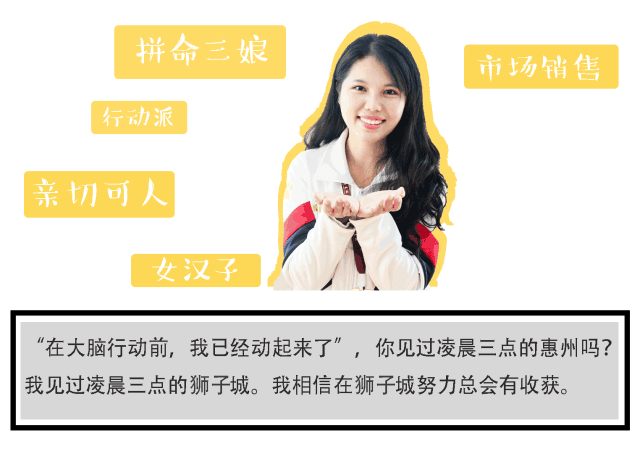 拼命三娘
市场销售
行动派
亲切可人
女汉子
“在大脑行动前，我已经动起来了”，你见过凌晨三点的惠州吗？
我见过凌晨三点的狮子城。我相信在狮子城努力总会有收获。